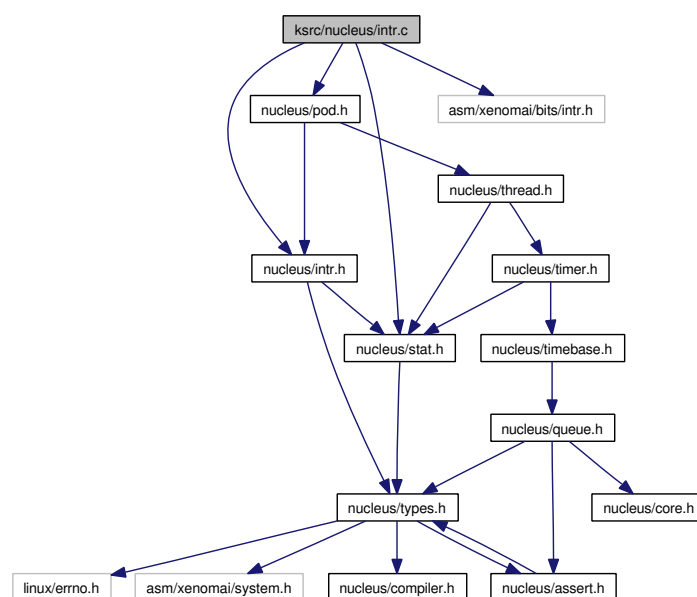 ksrc/nucleus/intr.c
nucleus/pod.h
asm/xenomai/bits/intr.h
nucleus/thread.h
nucleus/intr.h
nucleus/timer.h
nucleus/stat.h
nucleus/timebase.h
nucleus/queue.h
nucleus/types.h
nucleus/core.h
linux/errno.h
asm/xenomai/system.h
nucleus/compiler.h
nucleus/assert.h